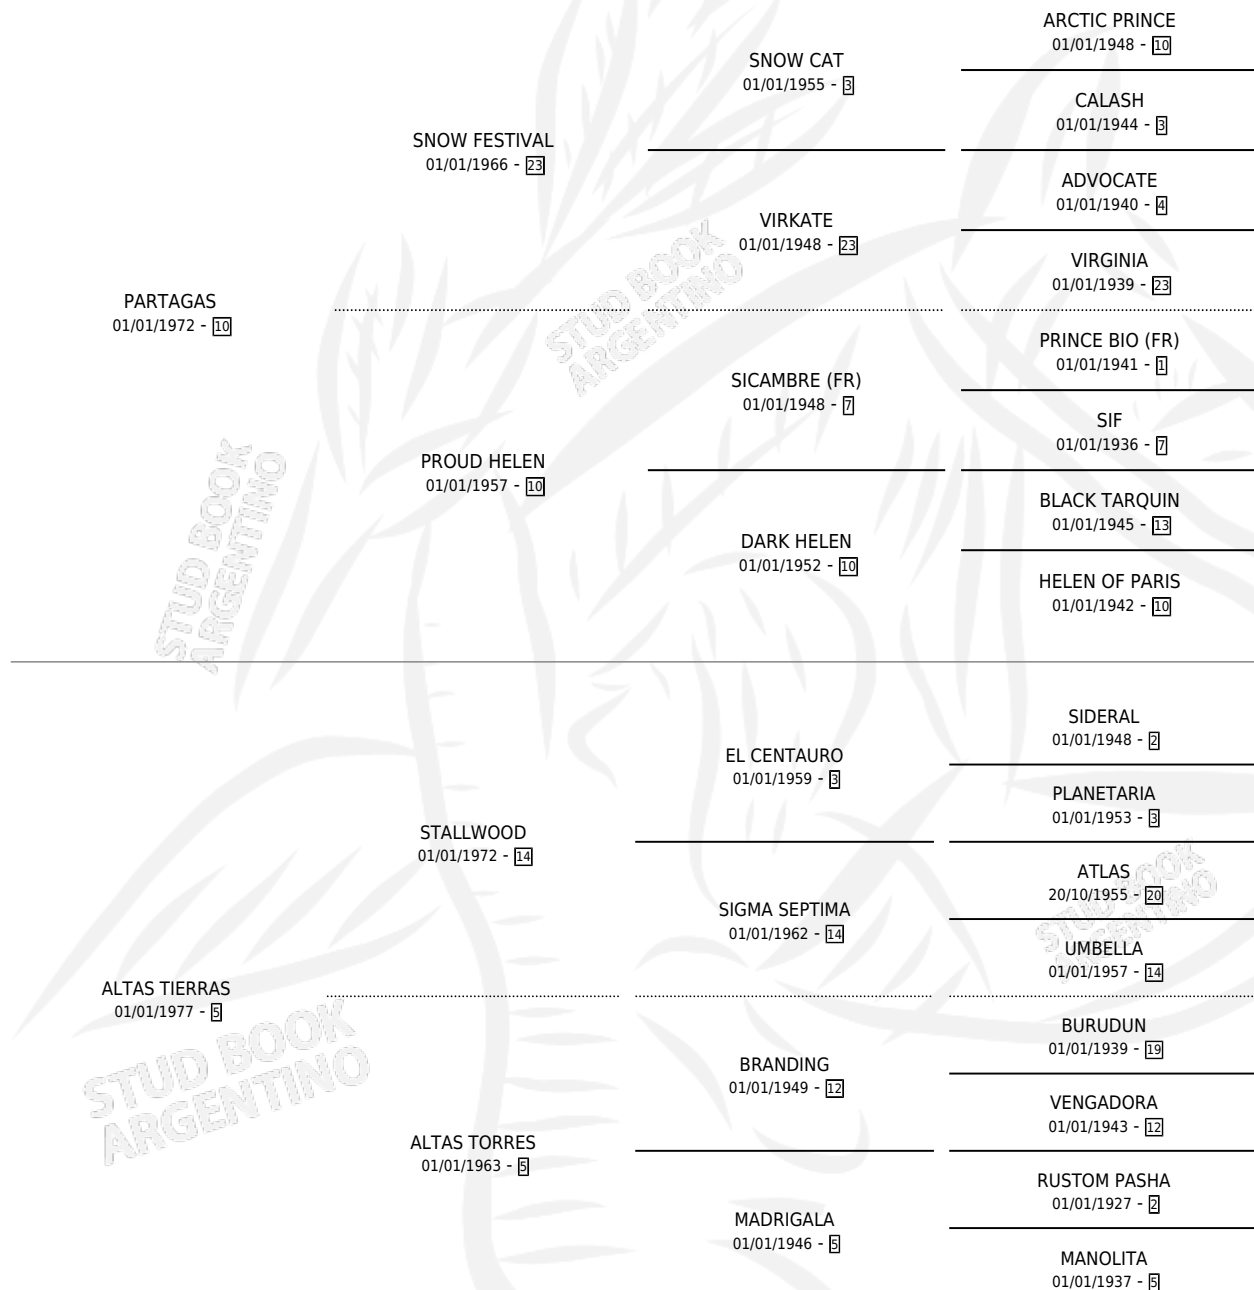 ARCTIC PRINCE
01/01/1948 - 10
SNOW CAT
01/01/1955 - 3
CALASH
01/01/1944 - 3
SNOW FESTIVAL
01/01/1966 - 23
ADVOCATE
01/01/1940 - 4
VIRKATE
01/01/1948 - 23
VIRGINIA
01/01/1939 - 23
PARTAGAS
01/01/1972 - 10
PRINCE BIO (FR)
01/01/1941 - 1
SICAMBRE (FR)
01/01/1948 - 7
SIF
01/01/1936 - 7
PROUD HELEN
01/01/1957 - 10
BLACK TARQUIN
01/01/1945 - 13
DARK HELEN
01/01/1952 - 10
HELEN OF PARIS
01/01/1942 - 10
SIDERAL
01/01/1948 - 2
EL CENTAURO
01/01/1959 - 3
PLANETARIA
01/01/1953 - 3
STALLWOOD
01/01/1972 - 14
ATLAS
20/10/1955 - 20
SIGMA SEPTIMA
01/01/1962 - 14
UMBELLA
01/01/1957 - 14
ALTAS TIERRAS
01/01/1977 - 5
BURUDUN
01/01/1939 - 19
BRANDING
01/01/1949 - 12
VENGADORA
01/01/1943 - 12
ALTAS TORRES
01/01/1963 - 5
RUSTOM PASHA
01/01/1927 - 2
MADRIGALA
01/01/1946 - 5
MANOLITA
01/01/1937 - 5
STUD BOOK
ARGENTINO
STUD BOOK
ARGENTINO
STUD BOOK
ARGENTINO
STUD BOOK
ARGENTINO